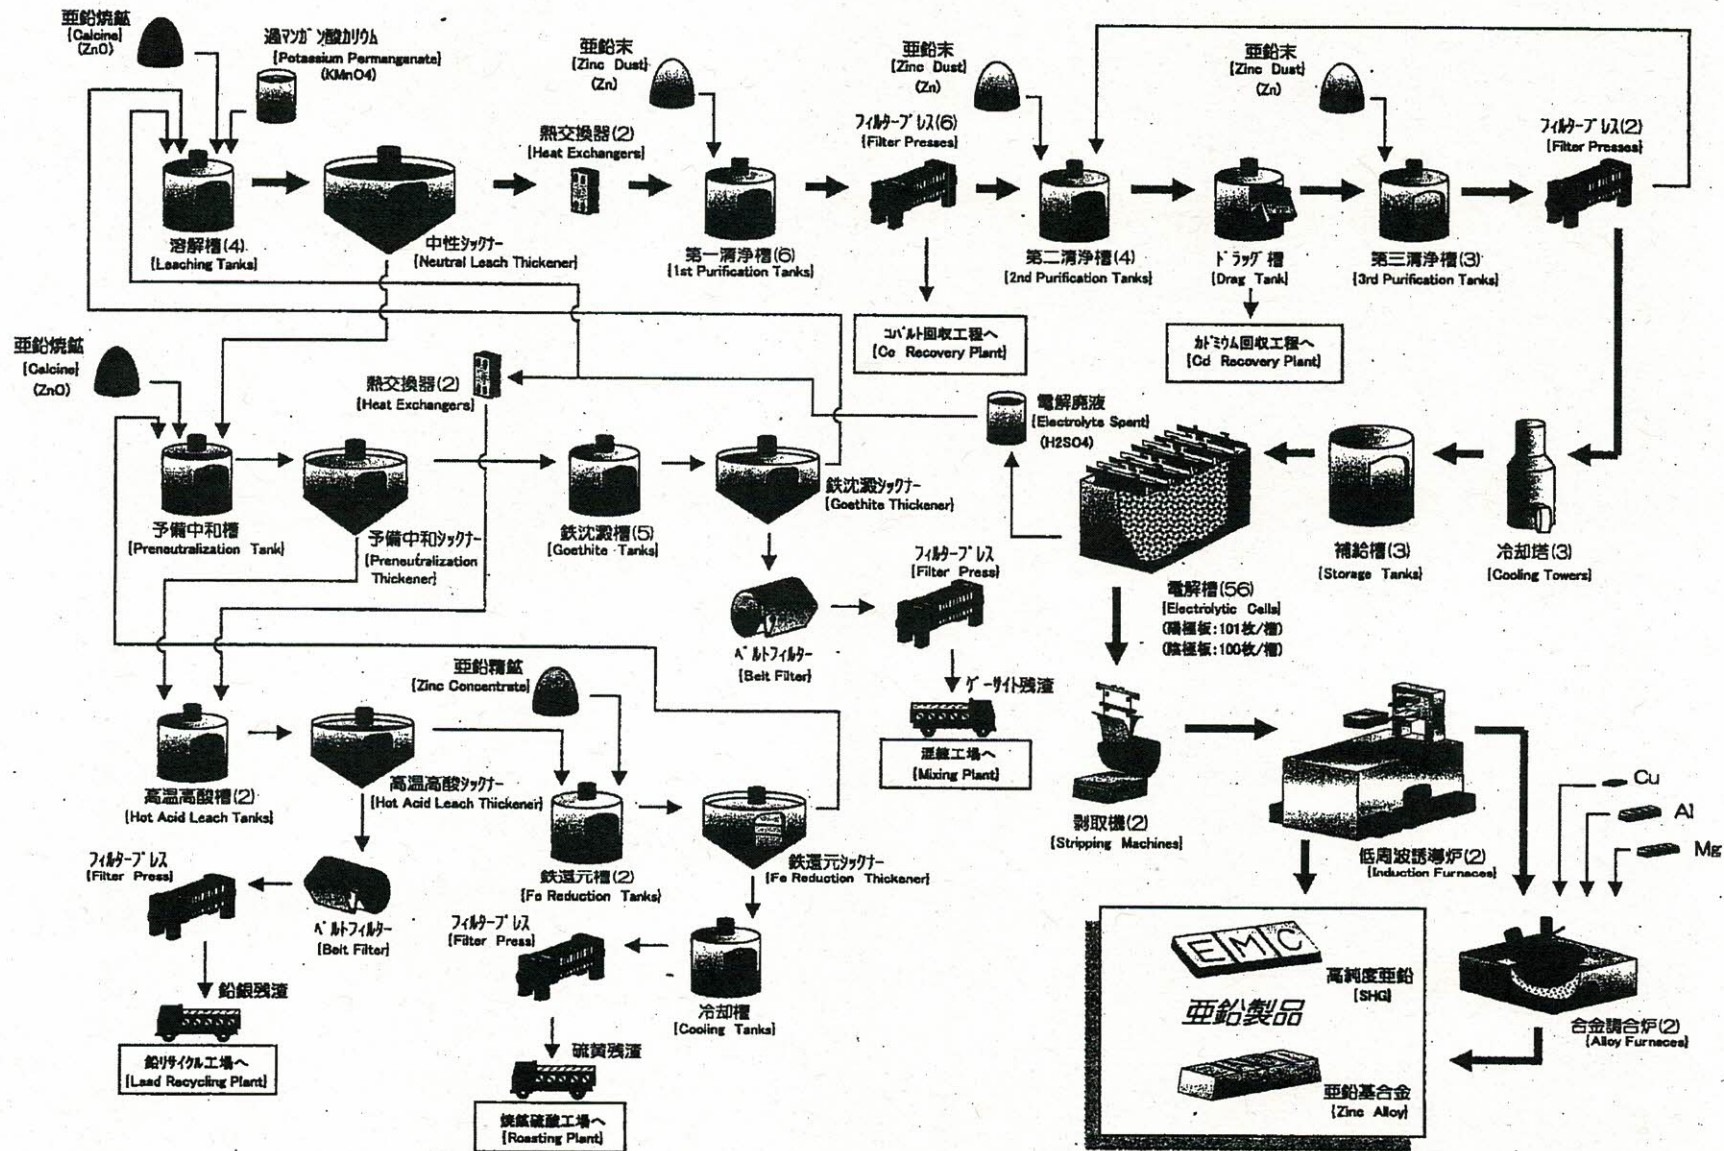 亜鉛焼鉱
[Calcine]
(ZnO)
過マンガン酸カリウム
[Potassium Permanganate]
(KMnO4)
亜鉛末
[Zinc Dust]
(Zn)
亜鉛末
[Zinc Dust]
(Zn)
亜鉛末
[Zinc Dust]
(Zn)
熱交換器(2)
[Heat Exchangers]
フィルタープレス(6)
[Filter Presses]
フィルタープレス(2)
[Filter Presses]
溶解槽(4)
[Leaching Tanks]
中性シックナー
[Neutral Leach Thickener]
第一清浄槽(6)
[1st Purification Tanks]
第二清浄槽(4)
[2nd Purification Tanks]
ドラッグ槽
[Drag Tank]
第三清浄槽(3)
[3rd Purification Tanks]
コバルト回収工程へ
[Co Recovery Plant]
カドミウム回収工程へ
[Cd Recovery Plant]
亜鉛焼鉱
[Calcine]
(ZnO)
熱交換器(2)
[Heat Exchangers]
電解廃液
[Electrolyte Spent]
(H2SO4)
予備中和槽
[Preneutralization Tank]
予備中和シックナー
[Preneutralization
Thickener]
鉄沈澱槽(5)
[Goethite Tanks]
鉄沈澱シックナー
[Goethite Thickener]
電解槽(56)
[Electrolytic Cells]
(陽極板:101枚/槽)
(陰極板:100枚/槽)
補給槽(3)
[Storage Tanks]
冷却塔(3)
[Cooling Towers]
フィルタープレス
[Filter Press]
ベルトフィルター
[Belt Filter]
ゲーサイト残渣
混練工場へ
[Mixing Plant]
亜鉛精鉱
[Zinc Concentrate]
高温高酸槽(2)
[Hot Acid Leach Tanks]
高温高酸シックナー
[Hot Acid Leach Thickener]
鉄還元槽(2)
[Fe Reduction Tanks]
鉄還元シックナー
[Fe Reduction Thickener]
剥取機(2)
[Stripping Machines]
低周波誘導炉(2)
[Induction Furnaces]
Cu
Al
Mg
フィルタープレス
[Filter Press]
ベルトフィルター
[Belt Filter]
フィルタープレス
[Filter Press]
冷却槽
[Cooling Tanks]
鉛銀残渣
鉛リサイクル工場へ
[Lead Recycling Plant]
硫黄残渣
焼鉱硫酸工場へ
[Roasting Plant]
EMC
高純度亜鉛
[SHG]
亜鉛製品
亜鉛基合金
[Zinc Alloy]
合金調合炉(2)
[Alloy Furnaces]